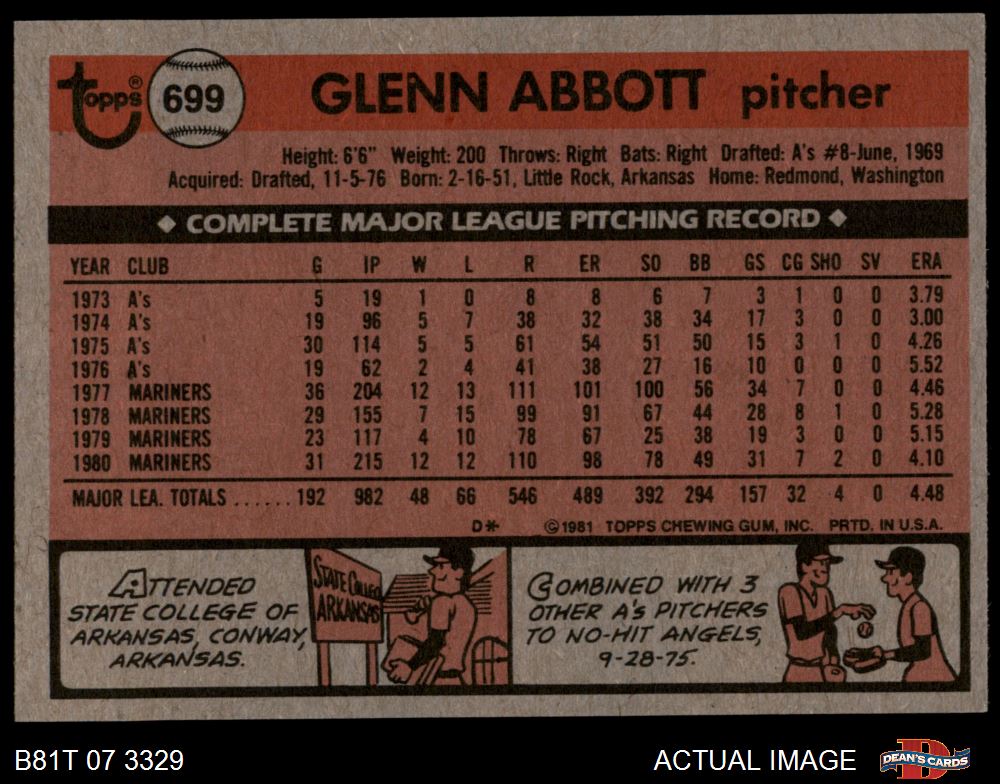 topps® 699 GLENN ABBOTT pitcher
Height: 6'6" Weight: 200 Throws: Right Bats: Right Drafted: A's #8-June, 1969
Acquired: Drafted, 11-5-76 Born: 2-16-51, Little Rock, Arkansas Home: Redmond, Washington
◆ COMPLETE MAJOR LEAGUE PITCHING RECORD ◆
YEAR CLUB G IP W L R ER SO BB GS CG SHO SV ERA
1973 A's 5 19 1 0 8 8 6 7 3 1 0 0 3.79
1974 A's 19 96 5 7 38 32 38 34 17 3 0 0 3.00
1975 A's 30 114 5 5 61 54 51 50 15 3 1 0 4.26
1976 A's 19 62 2 4 41 38 27 16 10 0 0 0 5.52
1977 MARINERS 36 204 12 13 111 101 100 56 34 7 0 0 4.46
1978 MARINERS 29 155 7 15 99 91 67 44 28 8 1 0 5.28
1979 MARINERS 23 117 4 10 78 67 25 38 19 3 0 0 5.15
1980 MARINERS 31 215 12 12 110 98 78 49 31 7 2 0 4.10
MAJOR LEA. TOTALS ...... 192 982 48 66 546 489 392 294 157 32 4 0 4.48
D* ©1981 TOPPS CHEWING GUM, INC. PRTD. IN U.S.A.
ATTENDED
STATE COLLEGE OF
ARKANSAS, CONWAY,
ARKANSAS.
STATE COLLEGE
ARKANSAS
COMBINED WITH 3
OTHER A's PITCHERS
TO NO-HIT ANGELS,
9-28-75.
B81T 07 3329 ACTUAL IMAGE D DEAN'S CARDS